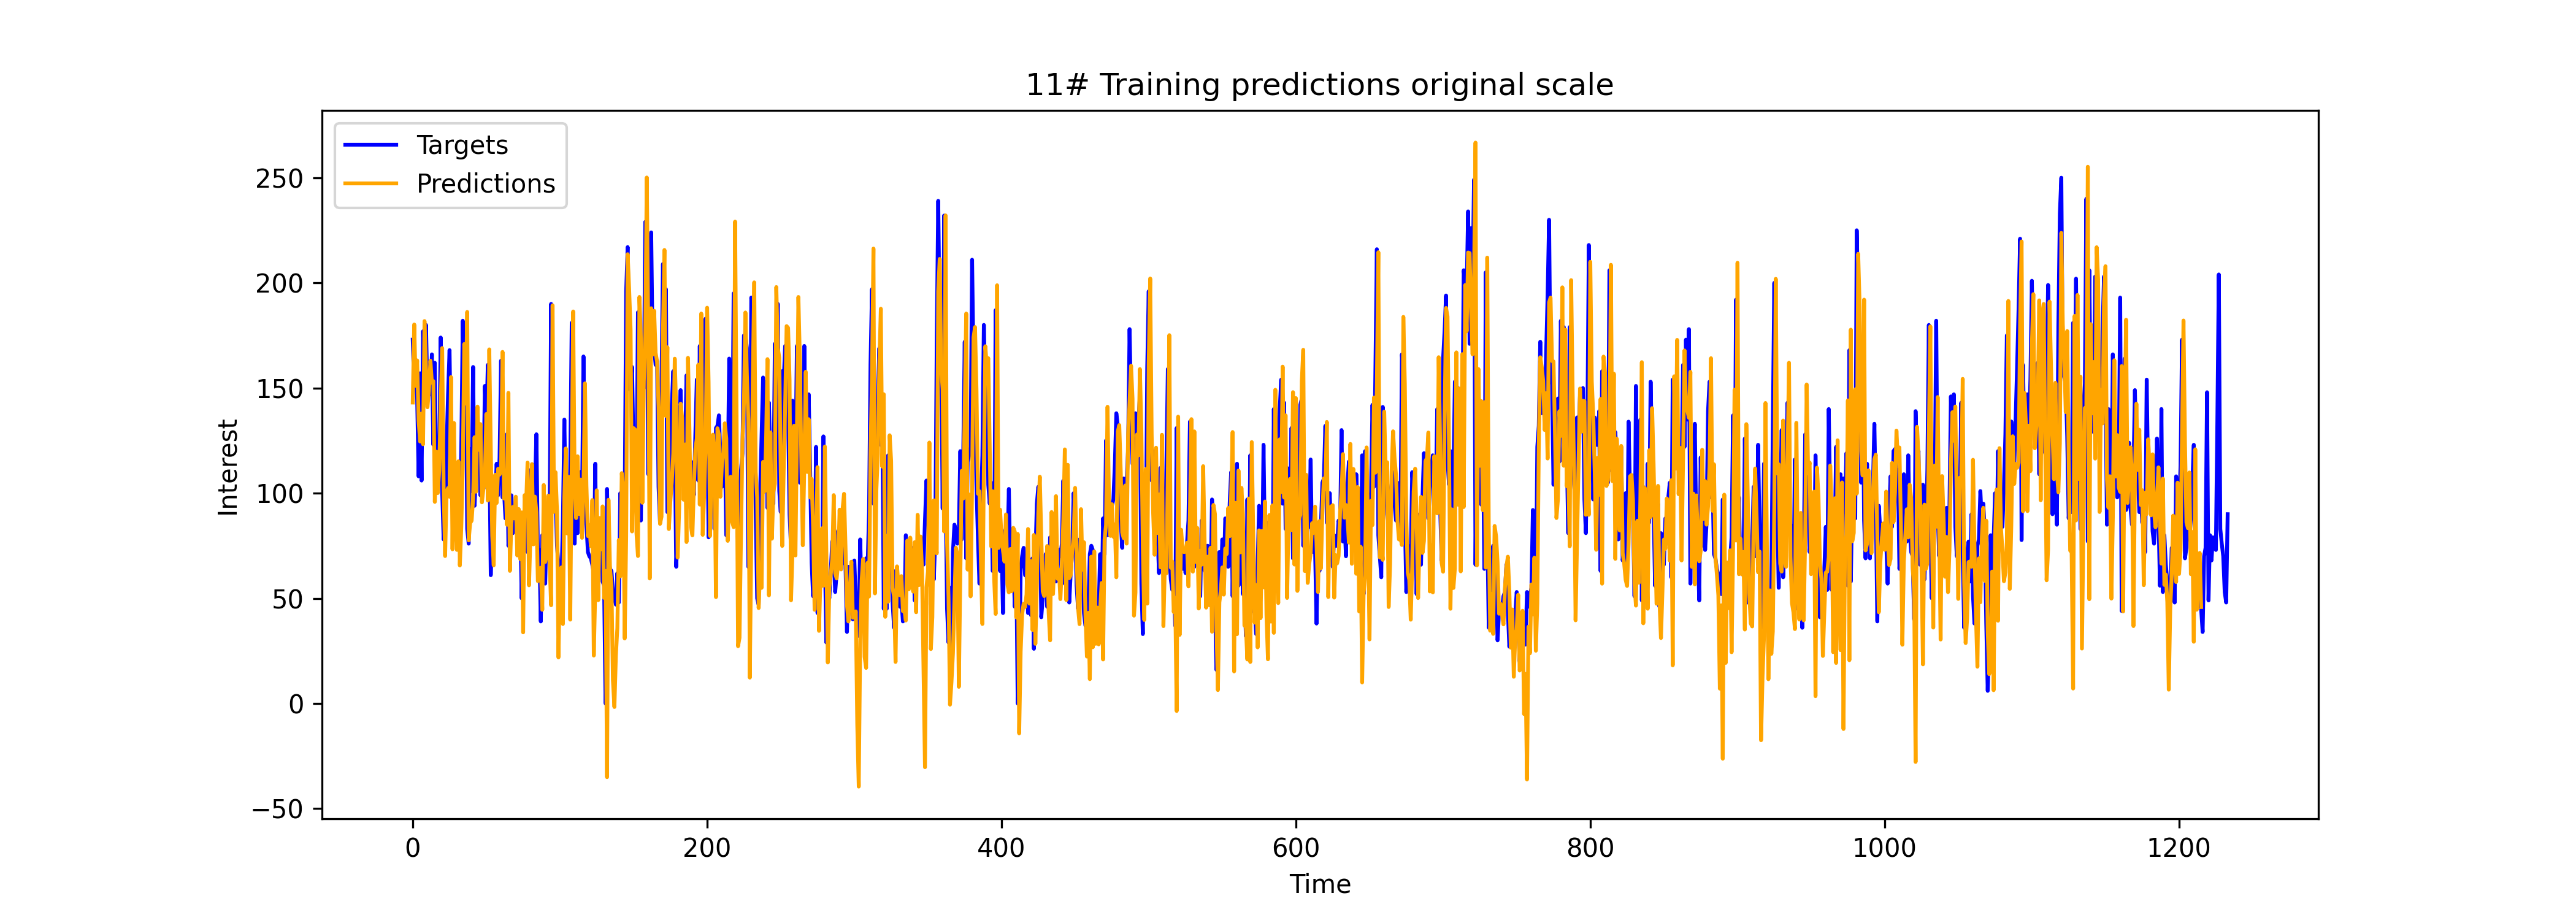 11# Training predictions original scale
Targets
Predictions
250
200
150
100
50
0
−50
Interest
0 200 400 600 800 1000 1200
Time